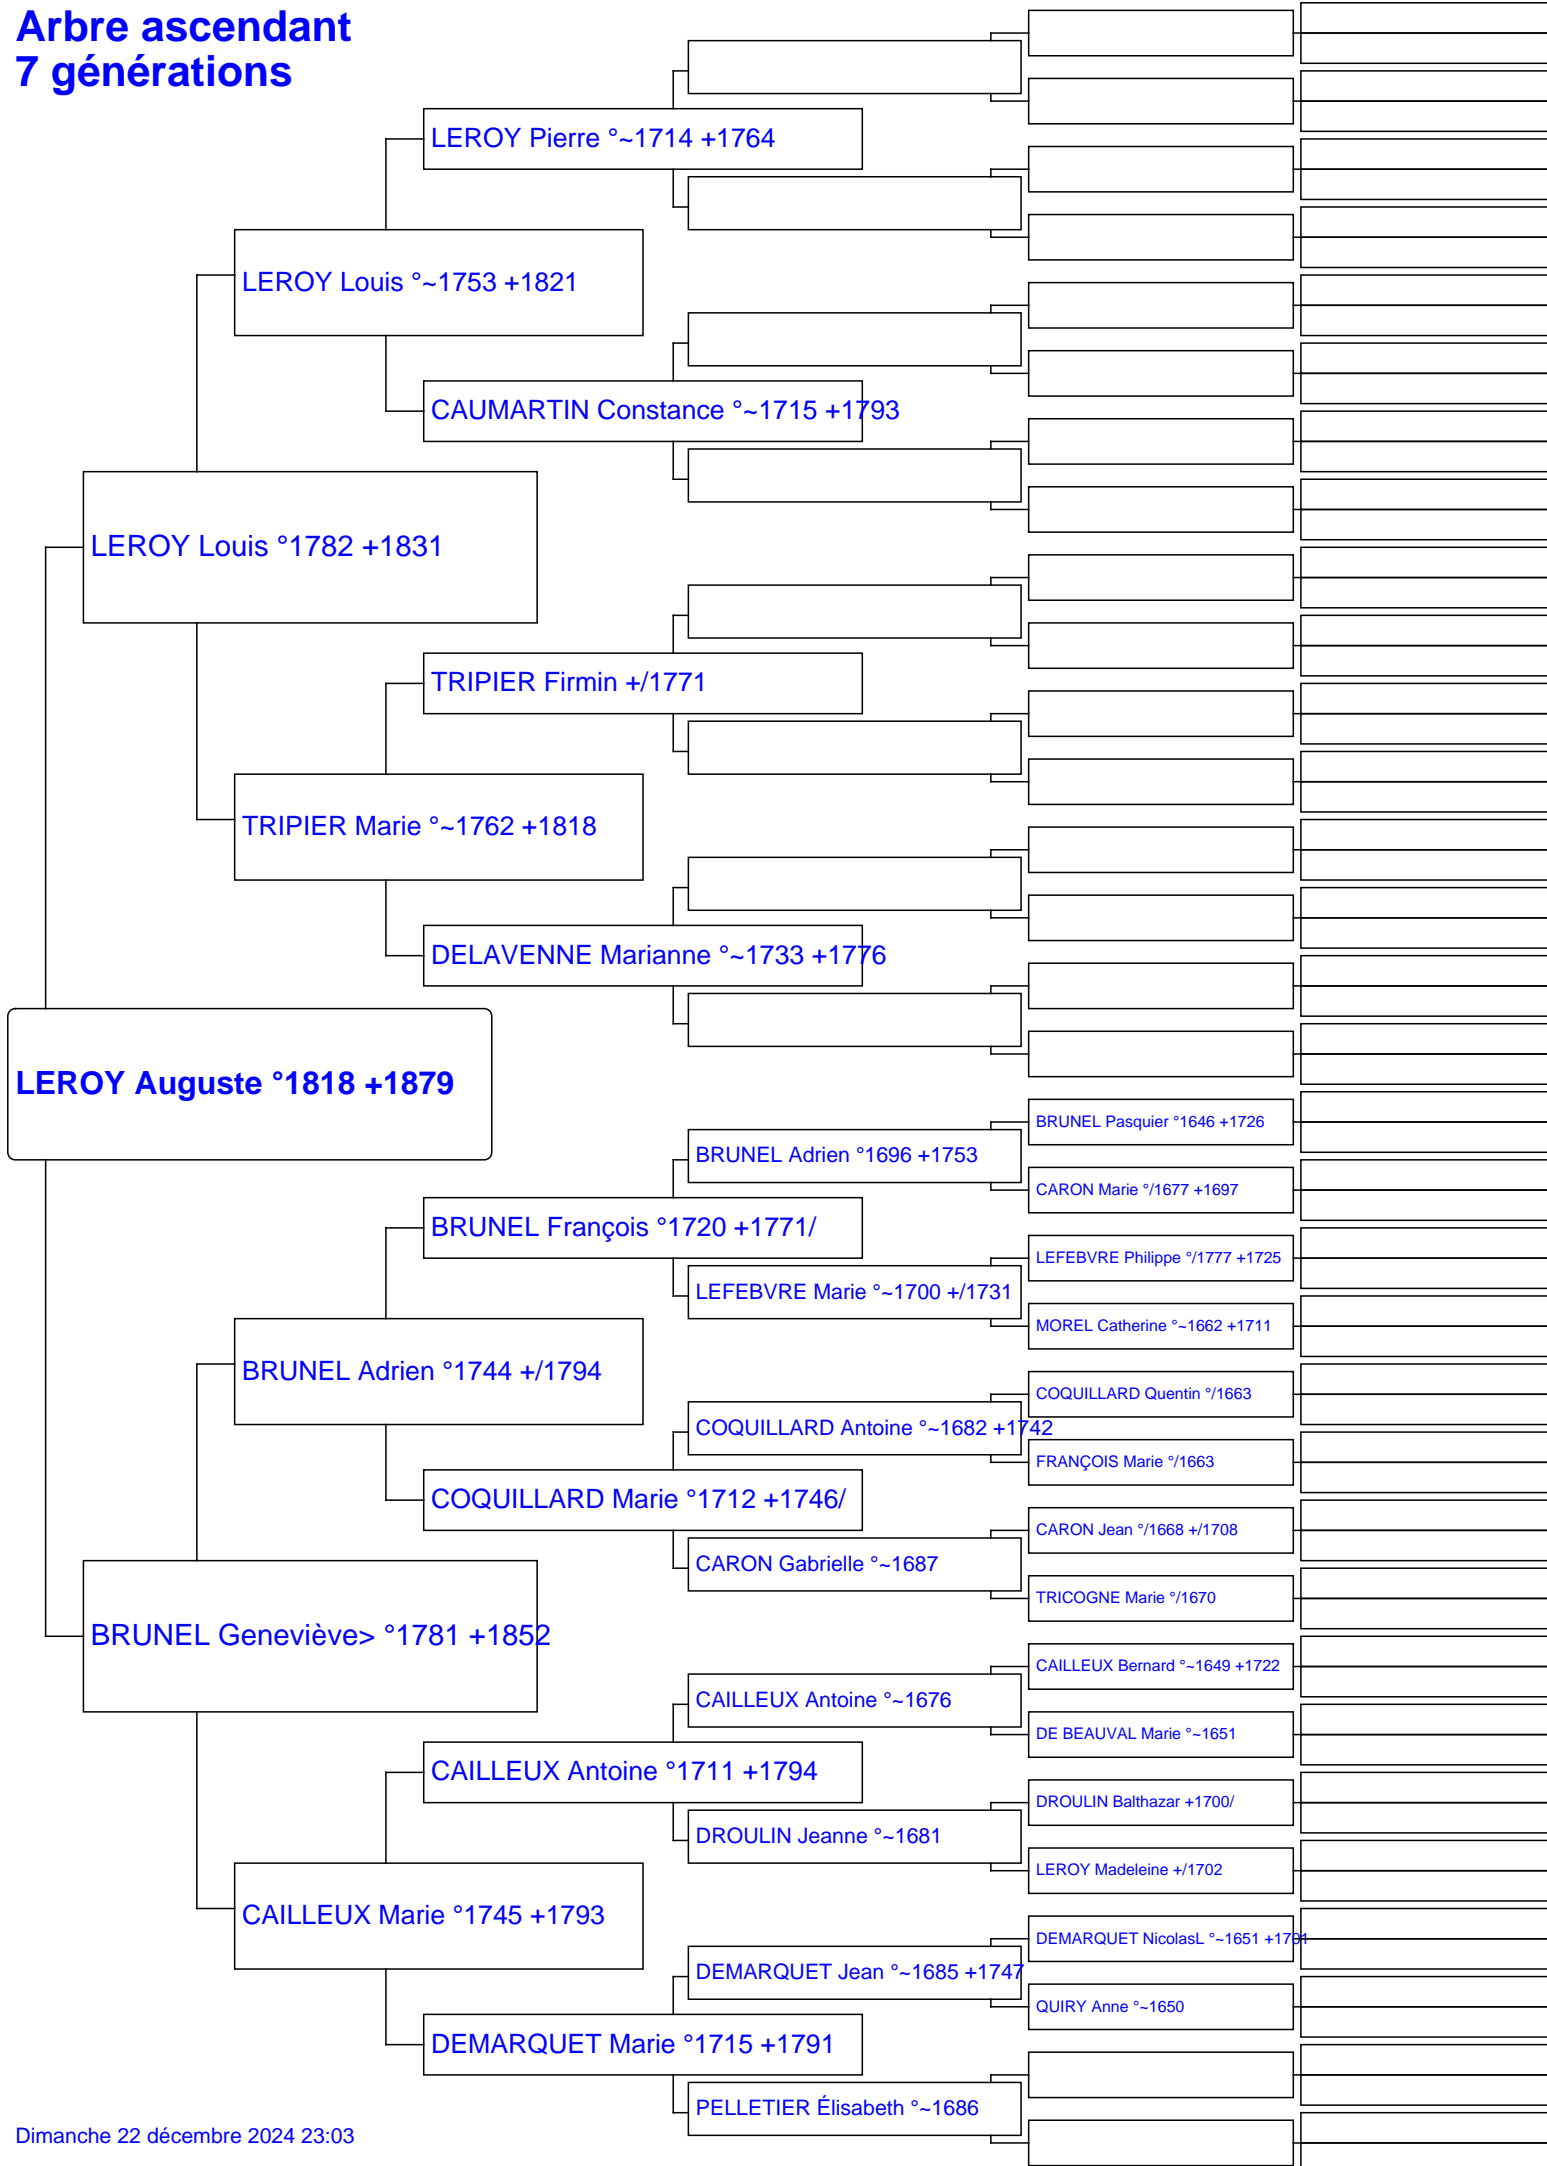 Arbre ascendant
7 générations
LEROY Pierre °~1714 +1764
LEROY Louis °~1753 +1821
CAUMARTIN Constance °~1715 +1793
LEROY Louis °1782 +1831
TRIPIER Firmin +/1771
TRIPIER Marie °~1762 +1818
DELAVENNE Marianne °~1733 +1776
LEROY Auguste °1818 +1879
BRUNEL Pasquier °1646 +1726
BRUNEL Adrien °1696 +1753
CARON Marie °/1677 +1697
BRUNEL François °1720 +1771/
LEFEBVRE Philippe °/1777 +1725
LEFEBVRE Marie °~1700 +/1731
MOREL Catherine °~1662 +1711
BRUNEL Adrien °1744 +/1794
COQUILLARD Quentin °/1663
COQUILLARD Antoine °~1682 +1742
FRANÇOIS Marie °/1663
COQUILLARD Marie °1712 +1746/
CARON Jean °/1668 +/1708
CARON Gabrielle °~1687
TRICOGNE Marie °/1670
BRUNEL Geneviève> °1781 +1852
CAILLEUX Bernard °~1649 +1722
CAILLEUX Antoine °~1676
DE BEAUVAL Marie °~1651
CAILLEUX Antoine °1711 +1794
DROULIN Balthazar +1700/
DROULIN Jeanne °~1681
LEROY Madeleine +/1702
CAILLEUX Marie °1745 +1793
DEMARQUET NicolasL °~1651 +1701
DEMARQUET Jean °~1685 +1747
QUIRY Anne °~1650
DEMARQUET Marie °1715 +1791
PELLETIER Élisabeth °~1686
Dimanche 22 décembre 2024 23:03